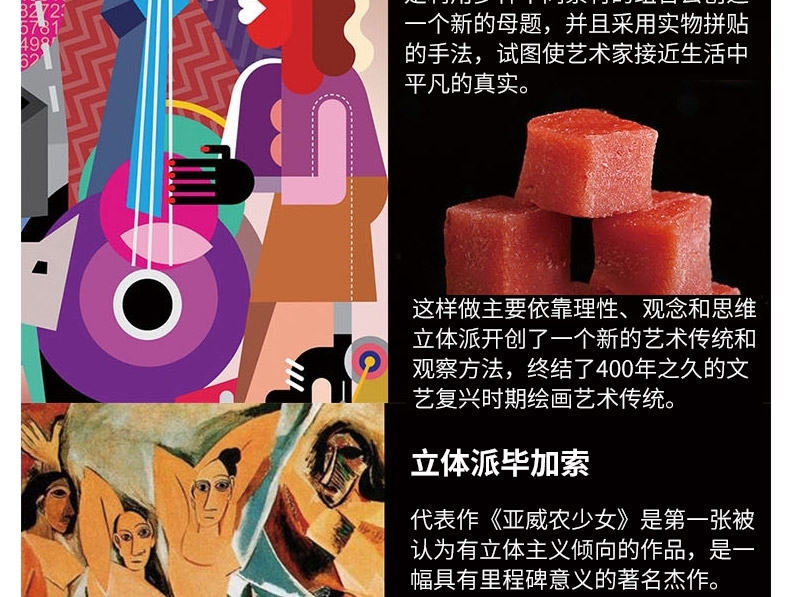 一个新的母题，并且采用实物拼贴
的手法，试图使艺术家接近生活中
平凡的真实。
这样做主要依靠理性、观念和思维
立体派开创了一个新的艺术传统和
观察方法，终结了400年之久的文
艺复兴时期绘画艺术传统。
立体派毕加索
代表作《亚威农少女》是第一张被
认为有立体主义倾向的作品，是一
幅具有里程碑意义的著名杰作。